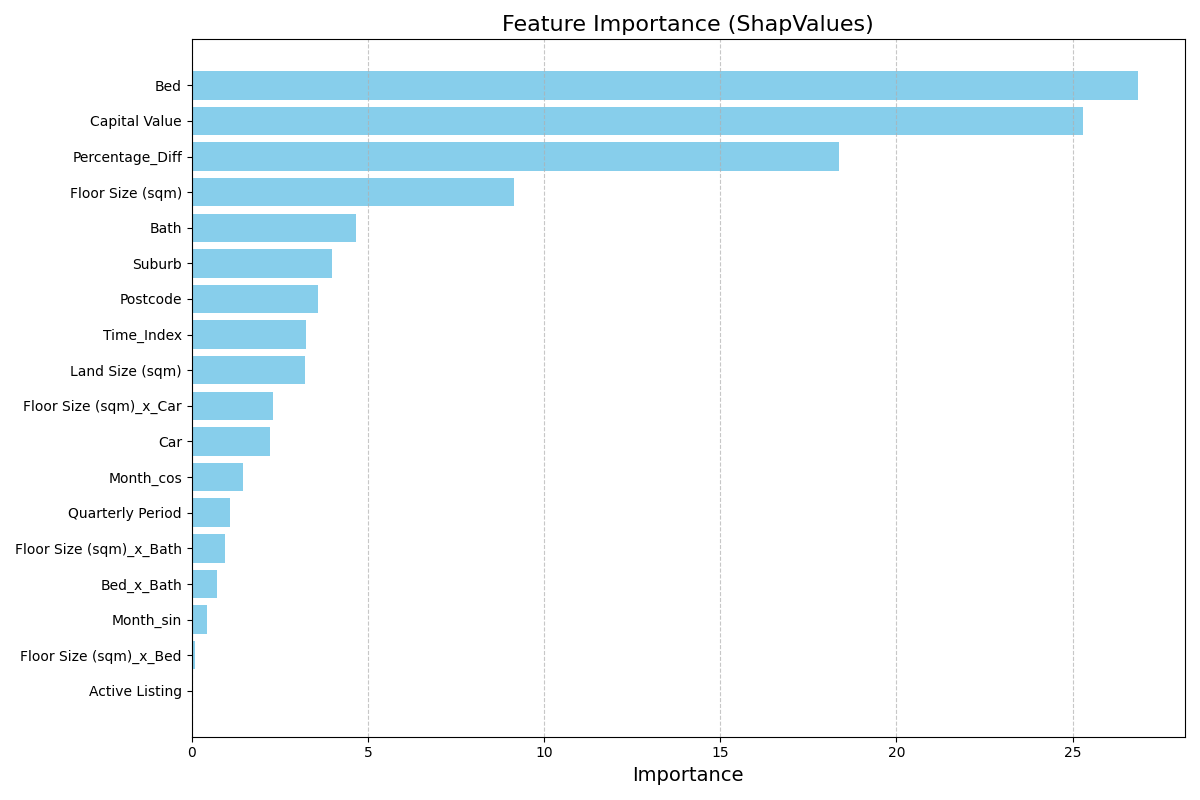 Feature Importance (ShapValues)
Bed
Capital Value
Percentage_Diff
Floor Size (sqm)
Bath
Suburb
Postcode
Time_Index
Land Size (sqm)
Floor Size (sqm)_x_Car
Car
Month_cos
Quarterly Period
Floor Size (sqm)_x_Bath
Bed_x_Bath
Month_sin
Floor Size (sqm)_x_Bed
Active Listing
0 5 10 15 20 25
Importance